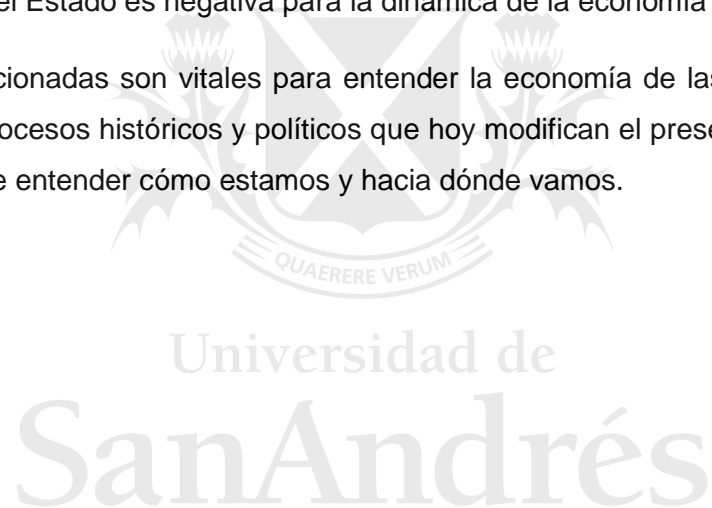 el Estado es negativa para la dinámica de la economía
cionadas son vitales para entender la economía de las
ocesos históricos y políticos que hoy modifican el prese
e entender cómo estamos y hacia dónde vamos.
QUAERERE VERUM
Universidad de
SanAndrés